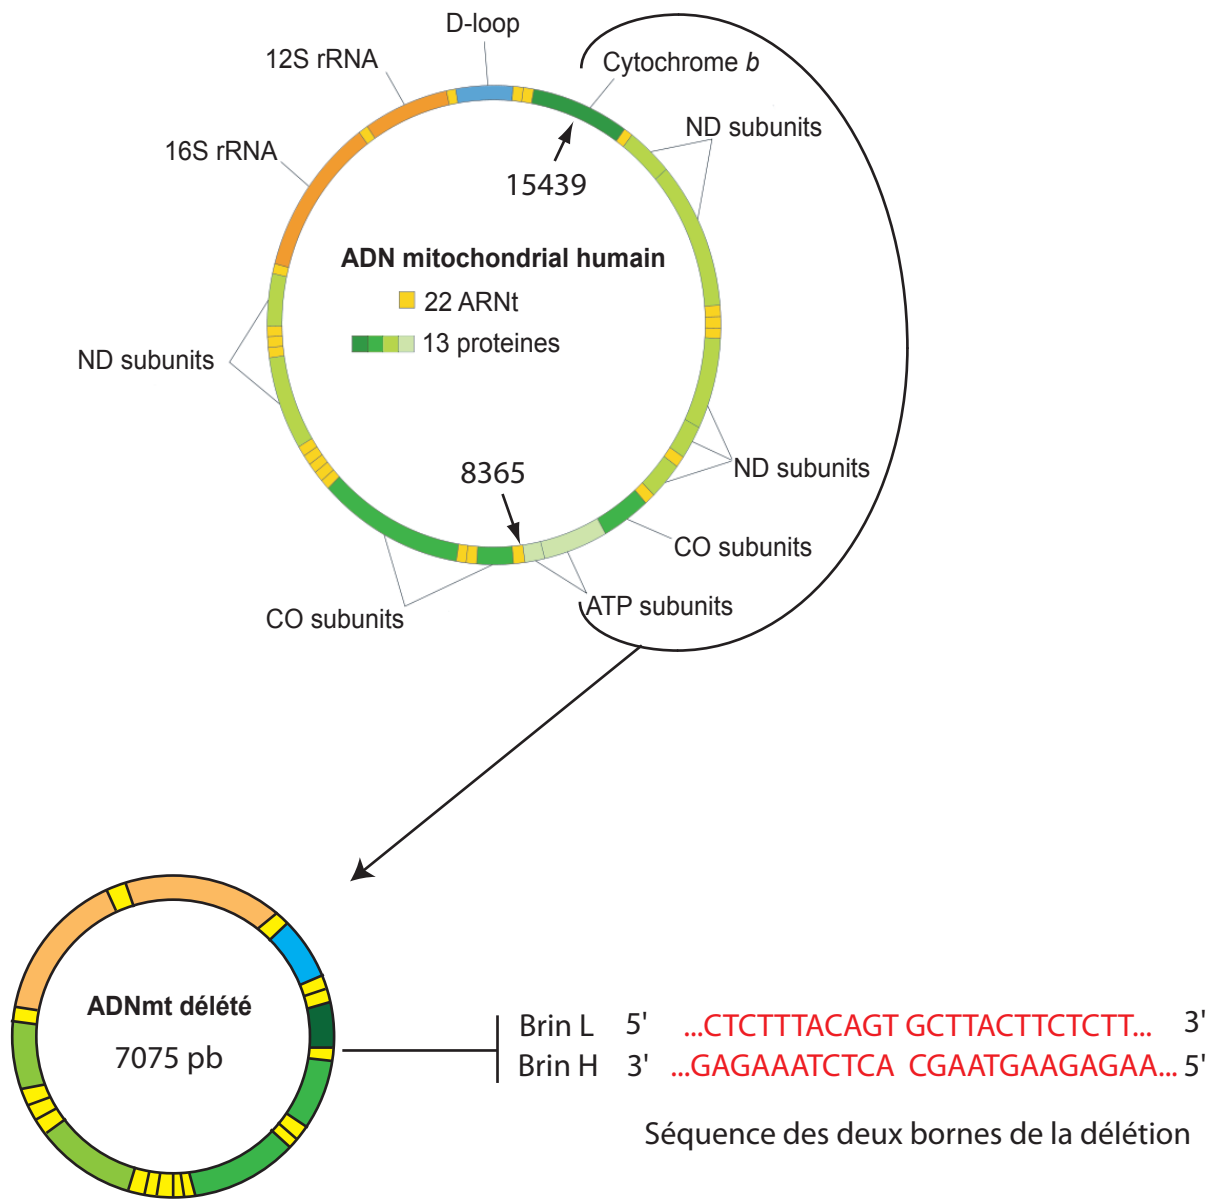 D-loop
12S rRNA
Cytochrome b
16S rRNA
ND subunits
15439
ADN mitochondrial humain
22 ARNt
13 proteines
ND subunits
8365
ND subunits
CO subunits
ATP subunits
CO subunits
ADNmt délété
7075 pb
Brin L 5' ...CTCTTTACAGT GCTTACTTCTCTT... 3'
Brin H 3' ...GAGAAATCTCA CGAATGAAGAGAA... 5'
Séquence des deux bornes de la délétion